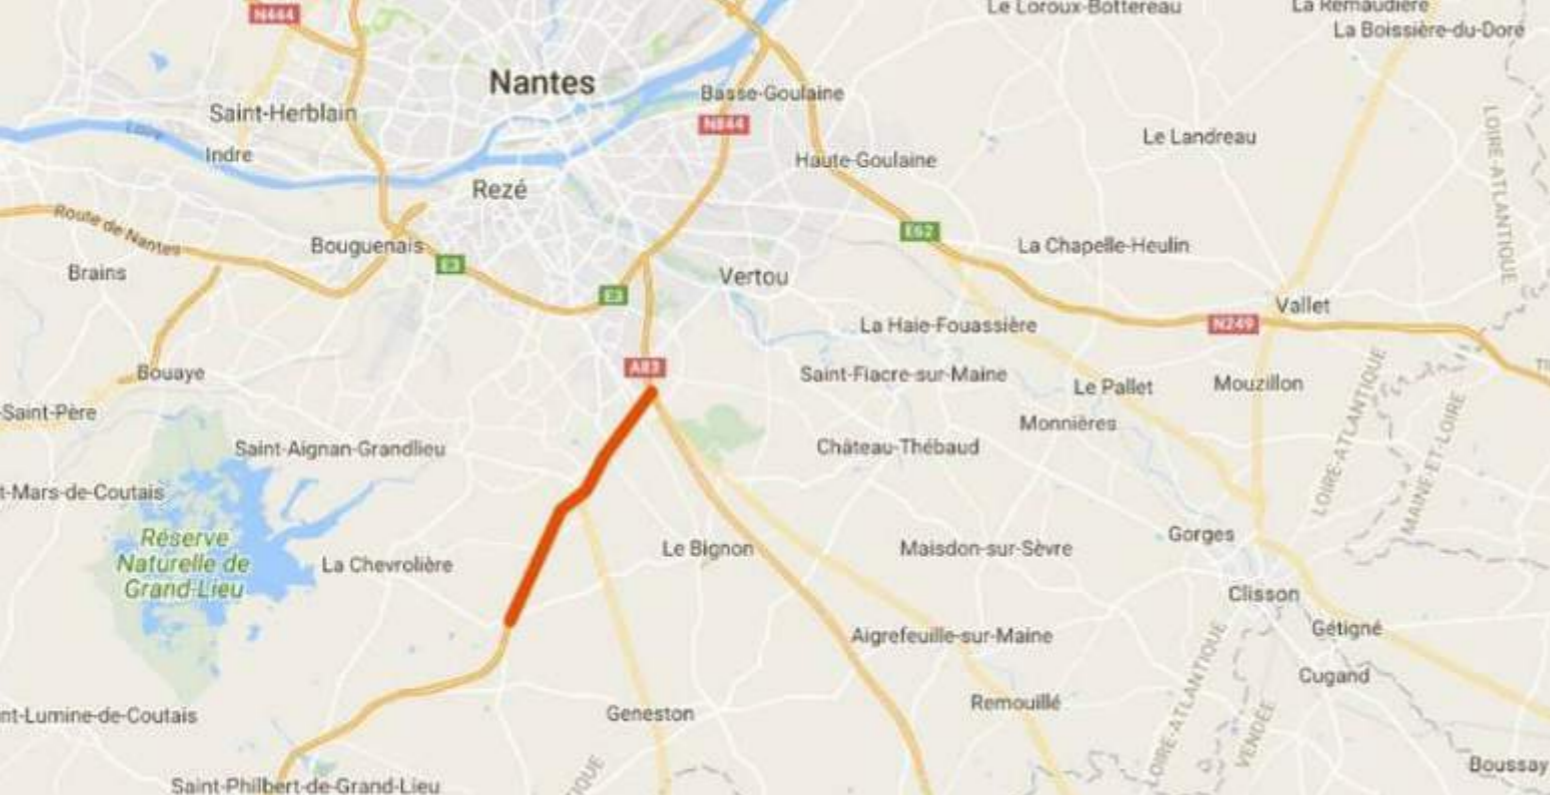 Le Loroux-Bottereau
La Remaudière
N444
La Boissière-du-Doré
Nantes
Basse-Goulaine
Saint-Herblain
N844
Loire
Le Landreau
Indre
Haute-Goulaine
LOIRE-ATLANTIQUE
Rezé
Route de Nantes
E62
Bouguenais
La Chapelle-Heulin
E3
Brains
Vertou
E3
Vallet
La Haie-Fouassière
N249
A83
Bouaye
Saint-Fiacre-sur-Maine
Le Pallet
Mouzillon
-Saint-Père
Monnières
LOIRE-ATLANTIQUE
MAINE-ET-LOIRE
Saint-Aignan-Grandlieu
Château-Thébaud
t-Mars-de-Coutais
Réserve
Naturelle de
Grand-Lieu
Gorges
Le Bignon
Maisdon-sur-Sèvre
La Chevrolière
Clisson
Gétigné
Aigrefeuille-sur-Maine
Cugand
LOIRE-ATLANTIQUE
VENDÉE
Remouillé
nt-Lumine-de-Coutais
Geneston
Boussay
Saint-Philbert-de-Grand-Lieu